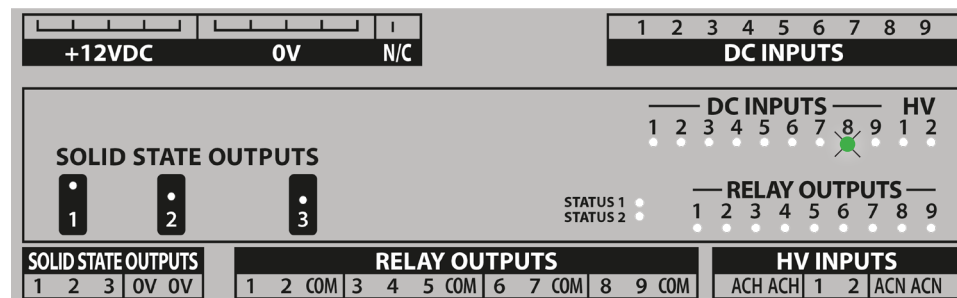 1 2 3 4 5 6 7 8 9
+12VDC 0V N/C DC INPUTS
DC INPUTS HV
1 2 3 4 5 6 7 8 9 1 2
SOLID STATE OUTPUTS
1 2 3
STATUS 1
STATUS 2
RELAY OUTPUTS
1 2 3 4 5 6 7 8 9
SOLID STATE OUTPUTS RELAY OUTPUTS HV INPUTS
1 2 3 0V 0V 1 2 COM 3 4 5 COM 6 7 COM 8 9 COM ACH ACH 1 2 ACN ACN